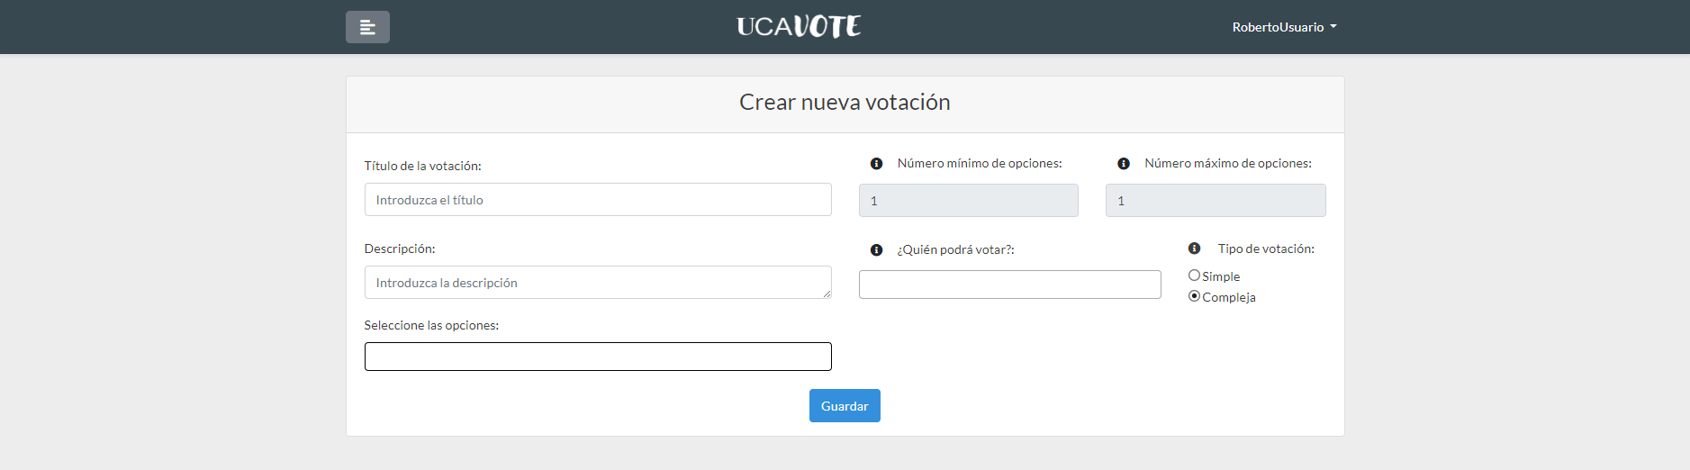 UCAVOTE
RobertoUsuario
Crear nueva votación
Título de la votación:
Introduzca el título
Número mínimo de opciones:
1
Número máximo de opciones:
1
Descripción:
Introduzca la descripción
¿Quién podrá votar?:
Tipo de votación:
Simple
Compleja
Seleccione las opciones:
Guardar